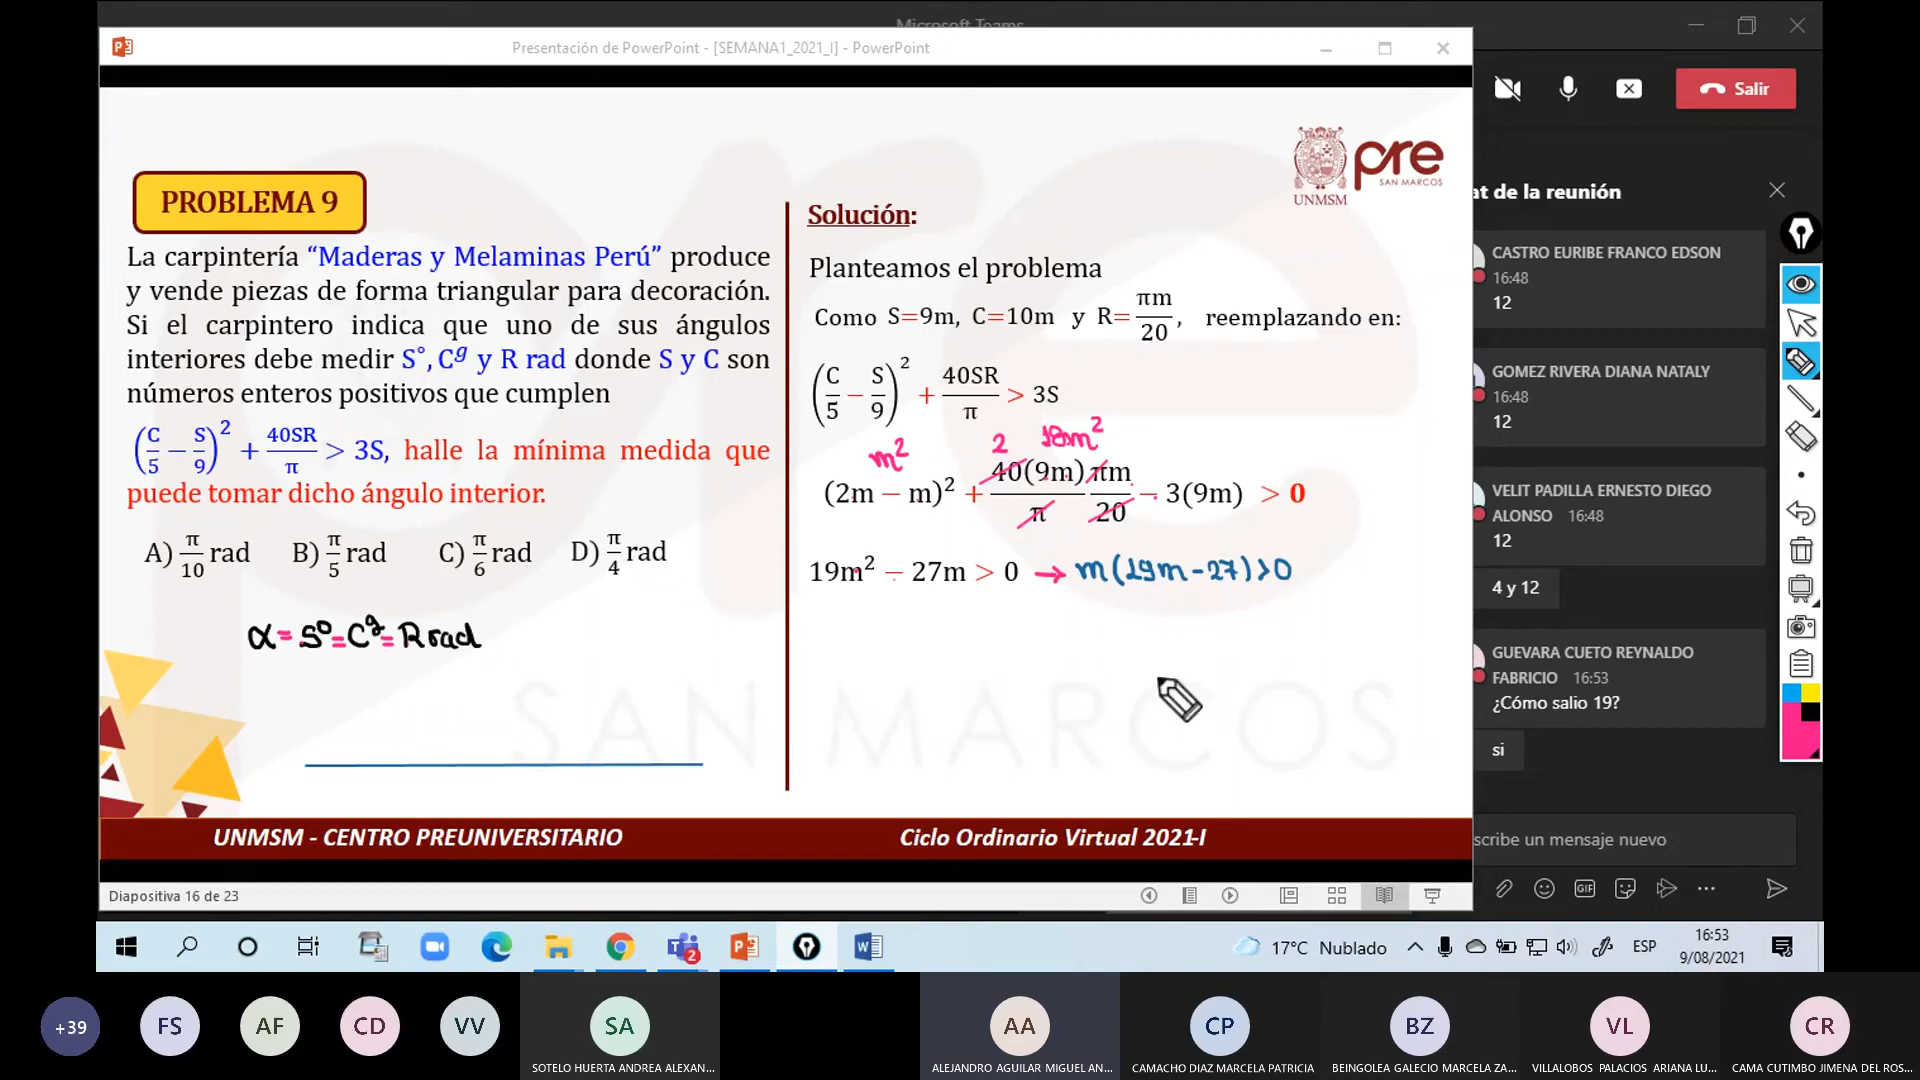 Microsoft Teams
Presentación de PowerPoint - [SEMANA1_2021_I] - PowerPoint
Salir
pre
SAN MARCOS
UNMSM
at de la reunión
PROBLEMA 9
La carpintería “Maderas y Melaminas Perú” produce
y vende piezas de forma triangular para decoración.
Si el carpintero indica que uno de sus ángulos
interiores debe medir S°, C^g y R rad donde S y C son
números enteros positivos que cumplen
(C/5 − S/9)² + 40SR/π > 3S, halle la mínima medida que
puede tomar dicho ángulo interior.
A) π/10 rad B) π/5 rad C) π/6 rad D) π/4 rad
α = S° = C^g = R rad
Solución:
Planteamos el problema
Como S=9m, C=10m y R= πm/20, reemplazando en:
(C/5 − S/9)² + 40SR/π > 3S
m² 2 18m²
(2m − m)² + 40(9m)/π πm/20 − 3(9m) > 0
19m² − 27m > 0 → m(19m-27)>0
SAN MARCOS
UNMSM - CENTRO PREUNIVERSITARIO
Ciclo Ordinario Virtual 2021-I
Diapositiva 16 de 23
CASTRO EURIBE FRANCO EDSON
16:48
12
GOMEZ RIVERA DIANA NATALY
16:48
12
VELIT PADILLA ERNESTO DIEGO
ALONSO 16:48
12
4 y 12
GUEVARA CUETO REYNALDO
FABRICIO 16:53
¿Cómo salio 19?
si
scribe un mensaje nuevo
GIF
2
17°C Nublado
ESP
16:53
9/08/2021
+39
FS
AF
CD
VV
SA
AA
CP
BZ
VL
CR
SOTELO HUERTA ANDREA ALEXAN...
ALEJANDRO AGUILAR MIGUEL AN...
CAMACHO DIAZ MARCELA PATRICIA
BEINGOLEA GALECIO MARCELA ZA...
VILLALOBOS PALACIOS ARIANA LU...
CAMA CUTIMBO JIMENA DEL ROS...